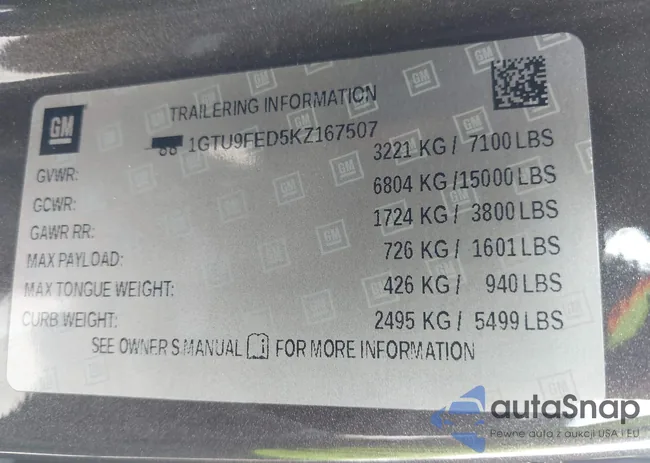 GM
TRAILERING INFORMATION
1GTU9FED5KZ167507
GVWR: 3221 KG / 7100 LBS
GCWR: 6804 KG /15000 LBS
GAWR RR: 1724 KG / 3800 LBS
MAX PAYLOAD: 726 KG / 1601 LBS
MAX TONGUE WEIGHT: 426 KG / 940 LBS
CURB WEIGHT: 2495 KG / 5499 LBS
SEE OWNER'S MANUAL i FOR MORE INFORMATION
autaSnap
Pewne auta z aukcji USA i EU